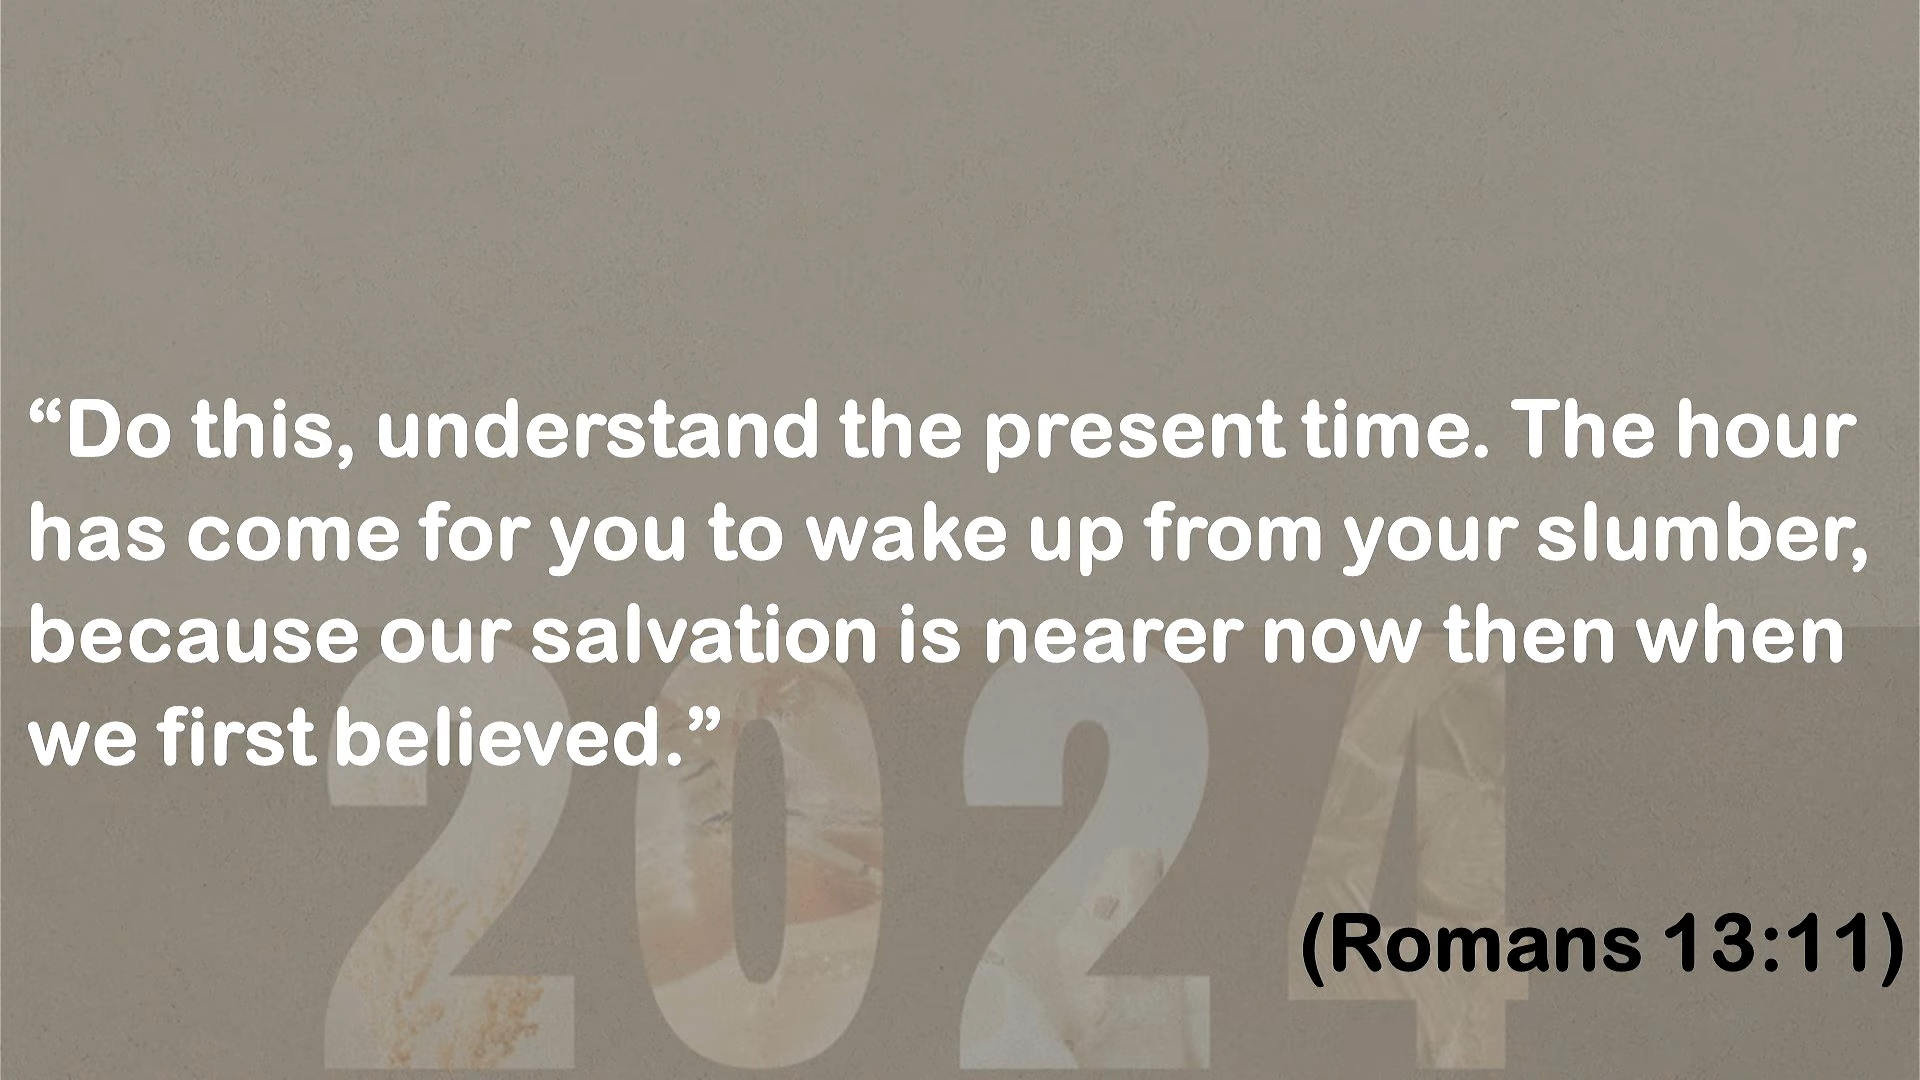 “Do this, understand the present time. The hour
has come for you to wake up from your slumber,
because our salvation is nearer now then when
we first believed.”
2024
(Romans 13:11)